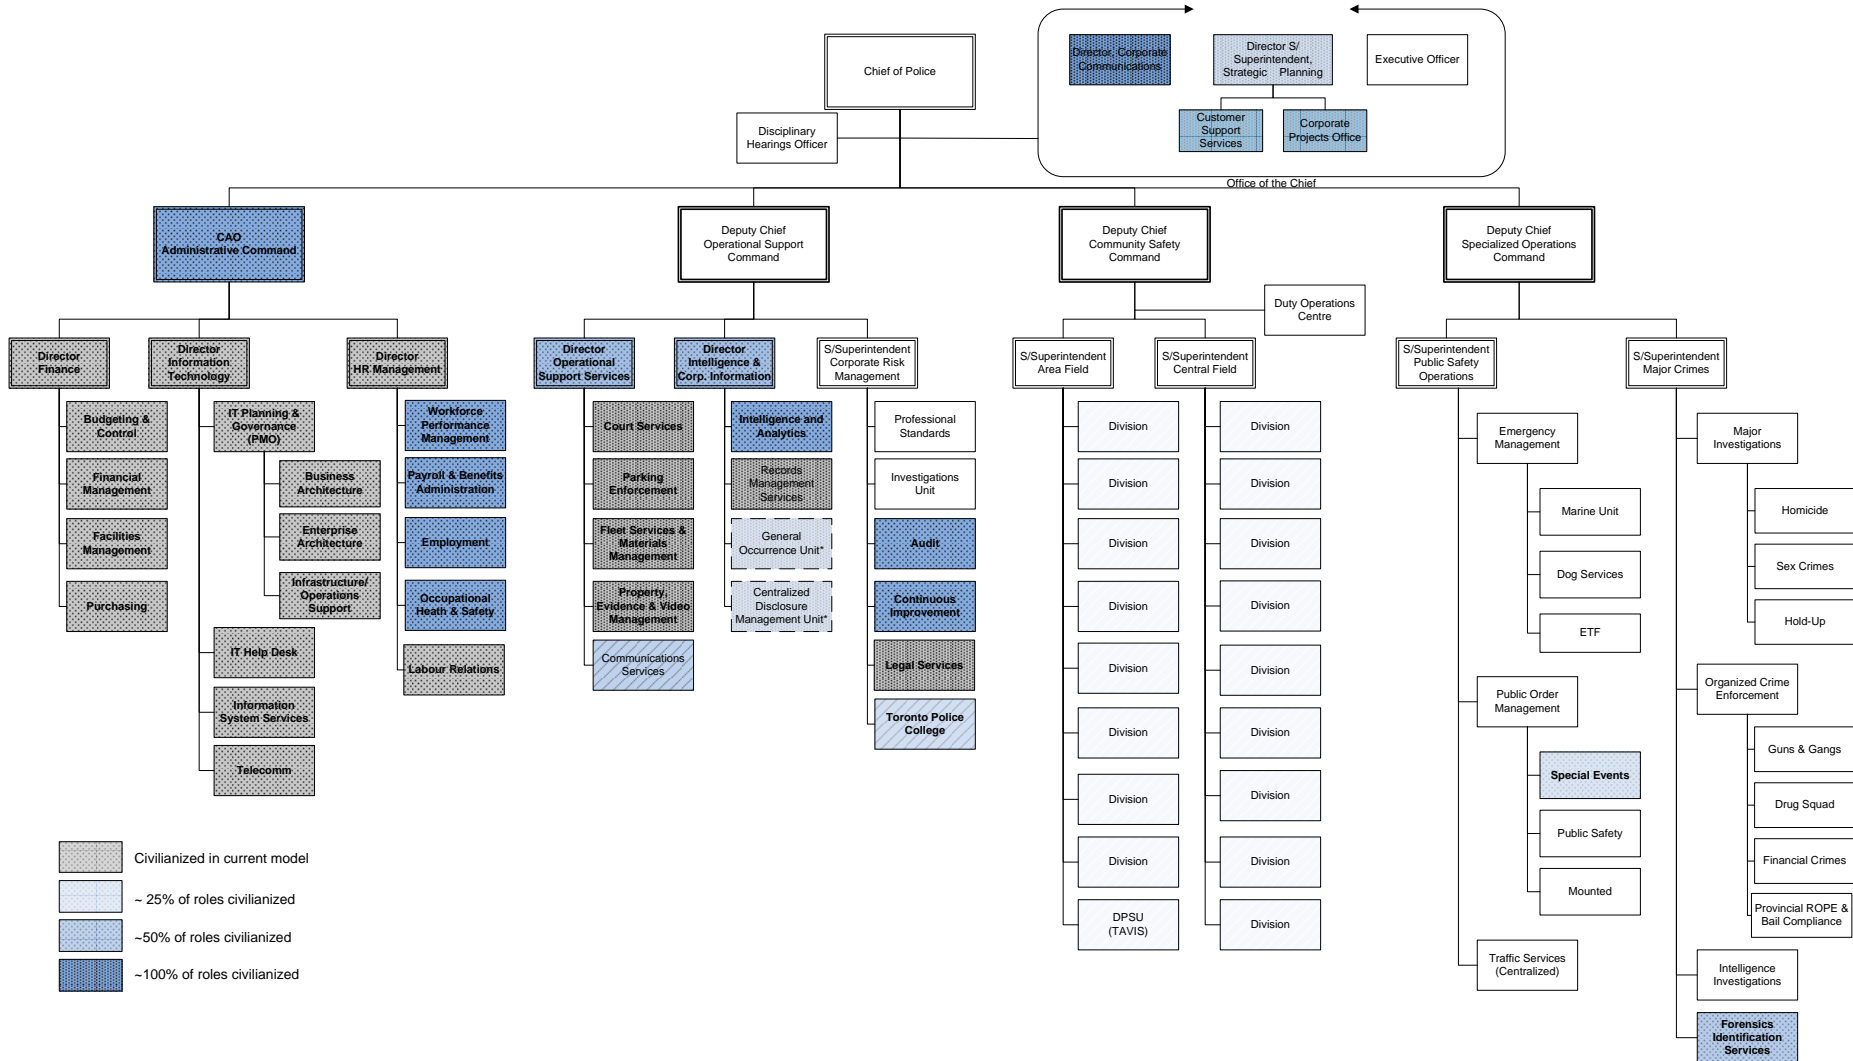 Chief of Police
Director, Corporate
Communications
Director S/
Superintendent,
Strategic Planning
Executive Officer
Customer
Support
Services
Corporate
Projects Office
Disciplinary
Hearings Officer
Office of the Chief
CAO
Administrative Command
Deputy Chief
Operational Support
Command
Deputy Chief
Community Safety
Command
Deputy Chief
Specialized Operations
Command
Duty Operations
Centre
Director
Finance
Director
Information
Technology
Director
HR Management
Director
Operational
Support Services
Director
Intelligence &
Corp. Information
S/Superintendent
Corporate Risk
Management
S/Superintendent
Area Field
S/Superintendent
Central Field
S/Superintendent
Public Safety
Operations
S/Superintendent
Major Crimes
Budgeting &
Control
Financial
Management
Facilities
Management
Purchasing
IT Planning &
Governance
(PMO)
Business
Architecture
Enterprise
Architecture
Infrastructure/
Operations
Support
IT Help Desk
Information
System Services
Telecomm
Workforce
Performance
Management
Payroll & Benefits
Administration
Employment
Occupational
Heath & Safety
Labour Relations
Court Services
Parking
Enforcement
Fleet Services &
Materials
Management
Property,
Evidence & Video
Management
Communications
Services
Intelligence and
Analytics
Records
Management
Services
General
Occurrence Unit*
Centralized
Disclosure
Management Unit*
Professional
Standards
Investigations
Unit
Audit
Continuous
Improvement
Legal Services
Toronto Police
College
Division
Division
Division
Division
Division
Division
Division
Division
DPSU
(TAVIS)
Division
Division
Division
Division
Division
Division
Division
Division
Division
Emergency
Management
Marine Unit
Dog Services
ETF
Public Order
Management
Special Events
Public Safety
Mounted
Traffic Services
(Centralized)
Major
Investigations
Homicide
Sex Crimes
Hold-Up
Organized Crime
Enforcement
Guns & Gangs
Drug Squad
Financial Crimes
Provincial ROPE &
Bail Compliance
Intelligence
Investigations
Forensics
Identification
Services
Civilianized in current model
~ 25% of roles civilianized
~50% of roles civilianized
~100% of roles civilianized